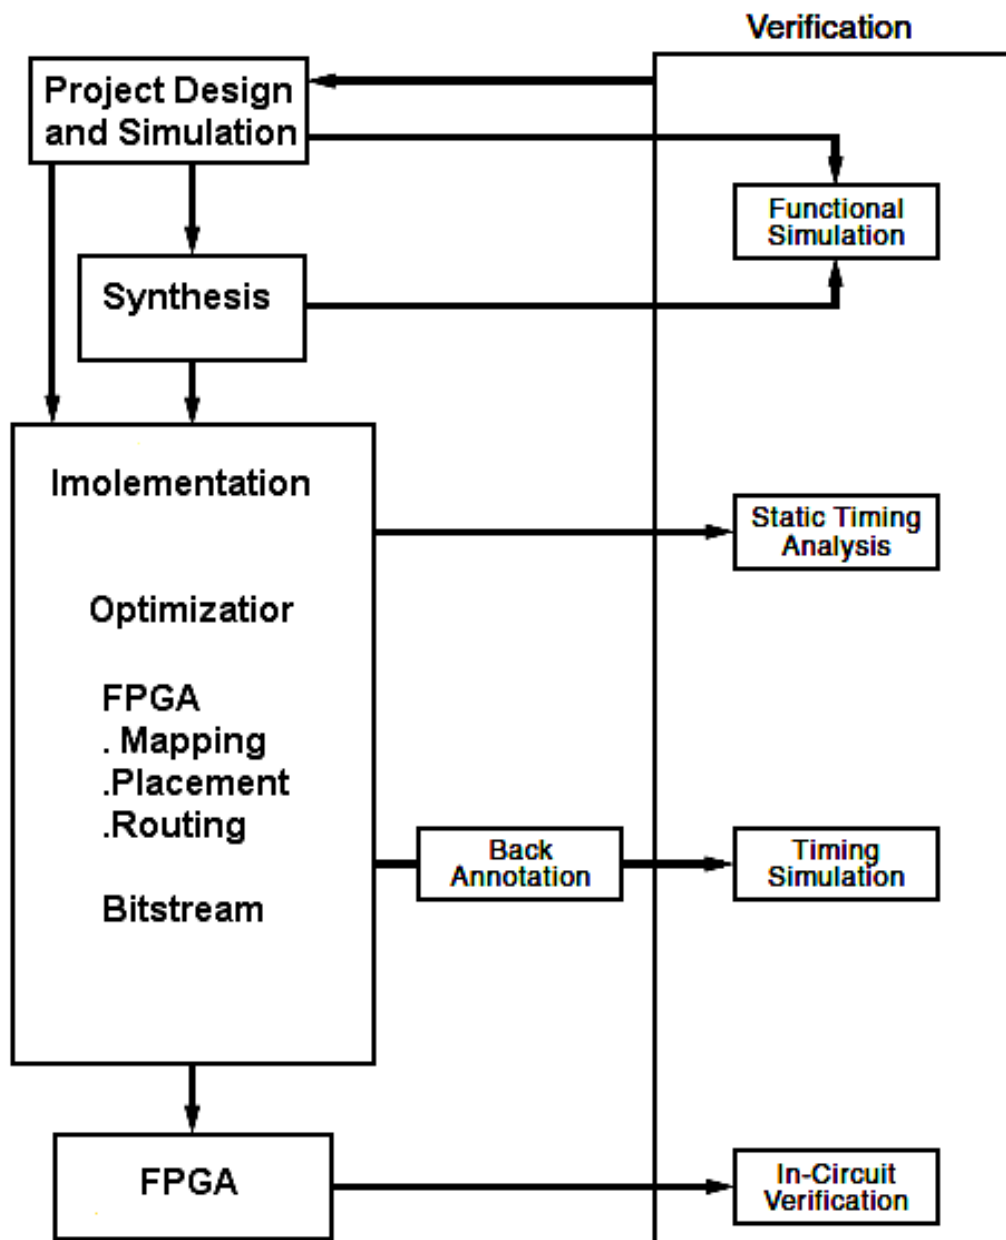 Verification
Project Design
and Simulation
Functional
Simulation
Synthesis
Imolementation
Static Timing
Analysis
Optimizatior
FPGA
. Mapping
.Placement
.Routing
Back
Annotation
Timing
Simulation
Bitstream
FPGA
In-Circuit
Verification